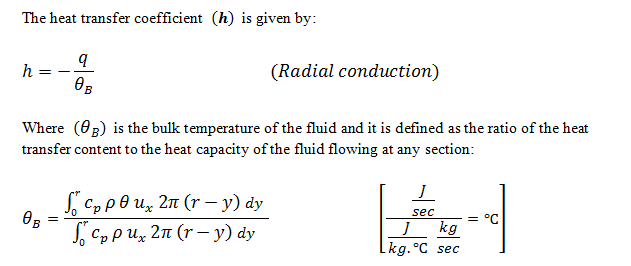 The heat transfer coefficient (h) is given by:
h = − q / θ_B (Radial conduction)
Where (θ_B) is the bulk temperature of the fluid and it is defined as the ratio of the heat
transfer content to the heat capacity of the fluid flowing at any section:
θ_B = ∫₀ʳ c_p ρ θ u_x 2π (r − y) dy / ∫₀ʳ c_p ρ u_x 2π (r − y) dy [ (J / sec) / (J / kg.°C kg / sec) = °C ]